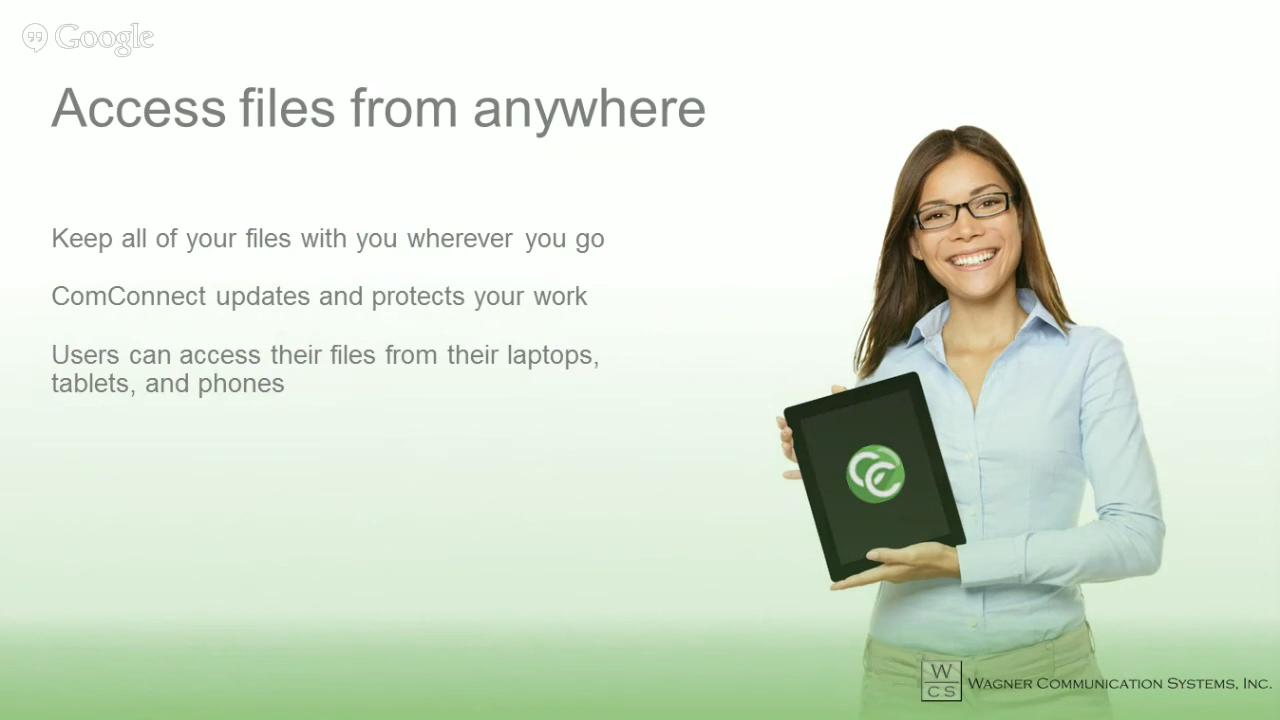 Google
Access files from anywhere
Keep all of your files with you wherever you go
ComConnect updates and protects your work
Users can access their files from their laptops,
tablets, and phones
CC
W
CS
WAGNER COMMUNICATION SYSTEMS, INC.